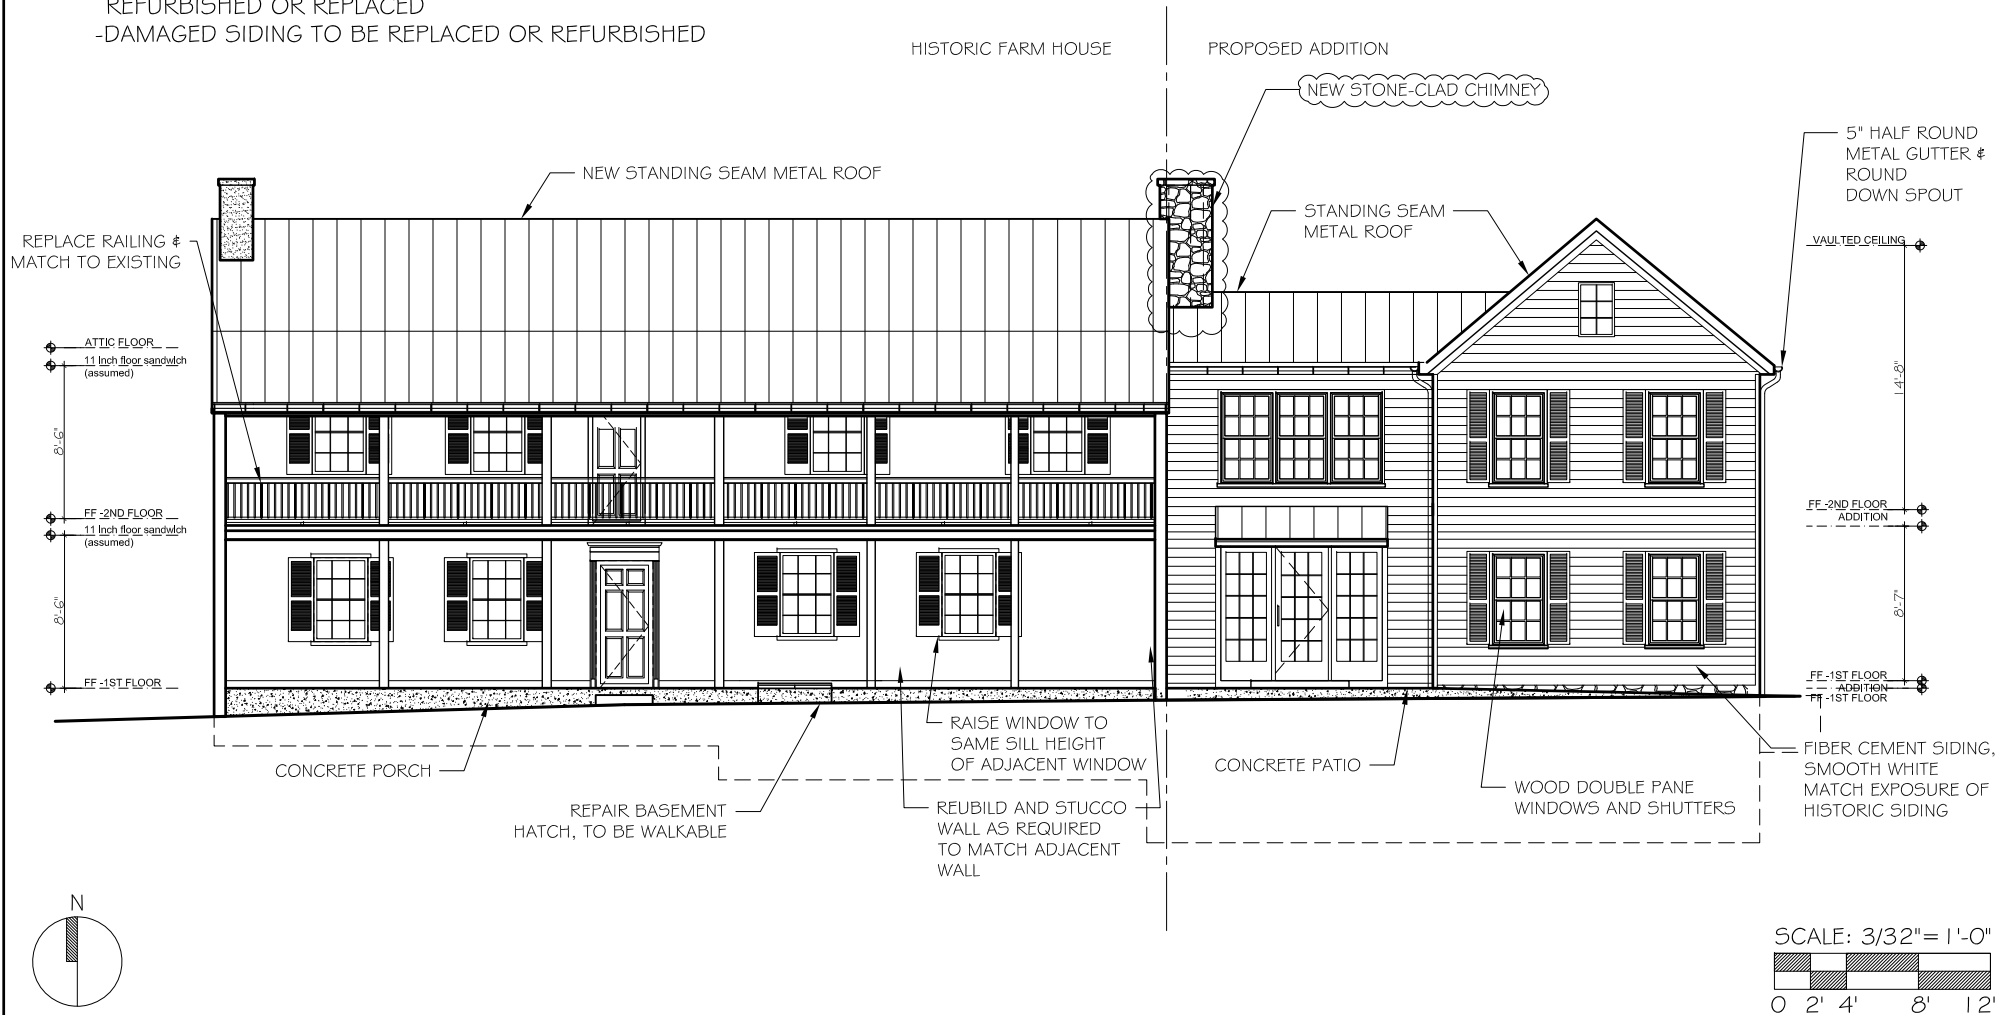 REFURBISHED OR REPLACED
-DAMAGED SIDING TO BE REPLACED OR REFURBISHED
HISTORIC FARM HOUSE
PROPOSED ADDITION
NEW STONE-CLAD CHIMNEY
5" HALF ROUND
METAL GUTTER &
ROUND
DOWN SPOUT
NEW STANDING SEAM METAL ROOF
STANDING SEAM
METAL ROOF
REPLACE RAILING &
MATCH TO EXISTING
VAULTED CEILING
ATTIC FLOOR
11 Inch floor sandwich
(assumed)
8'-6"
FF -2ND FLOOR
11 Inch floor sandwich
(assumed)
8'-6"
FF -1ST FLOOR
14'-8"
FF -2ND FLOOR
ADDITION
8'-7"
FF -1ST FLOOR
ADDITION
FF -1ST FLOOR
RAISE WINDOW TO
SAME SILL HEIGHT
OF ADJACENT WINDOW
CONCRETE PORCH
CONCRETE PATIO
FIBER CEMENT SIDING,
SMOOTH WHITE
MATCH EXPOSURE OF
HISTORIC SIDING
WOOD DOUBLE PANE
WINDOWS AND SHUTTERS
REPAIR BASEMENT
HATCH, TO BE WALKABLE
REUBILD AND STUCCO
WALL AS REQUIRED
TO MATCH ADJACENT
WALL
N
SCALE: 3/32"=1'-0"
0 2' 4' 8' 12'